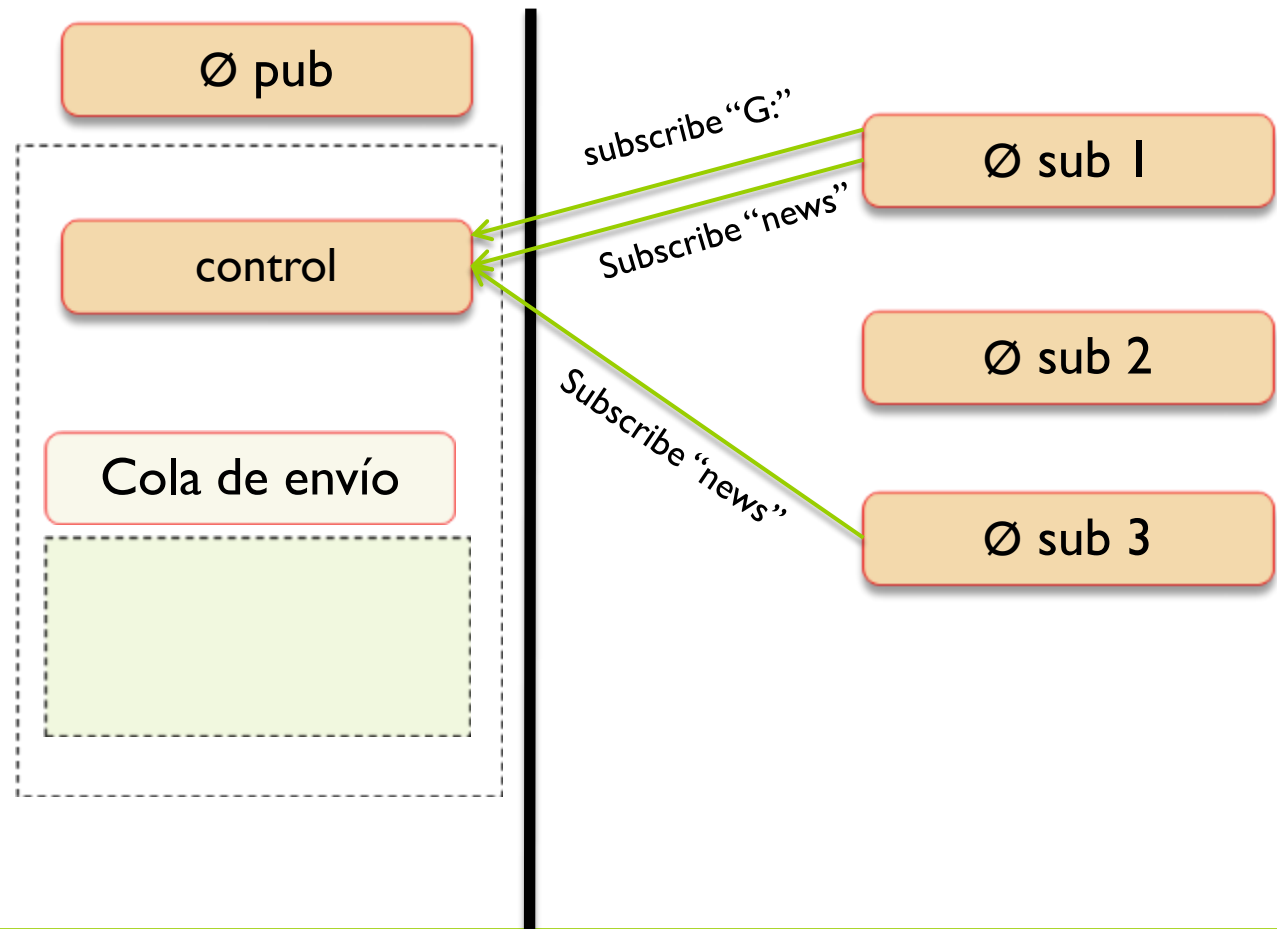 Ø pub
control
Cola de envío
subscribe “G:”
Subscribe “news”
Subscribe “news”
Ø sub 1
Ø sub 2
Ø sub 3